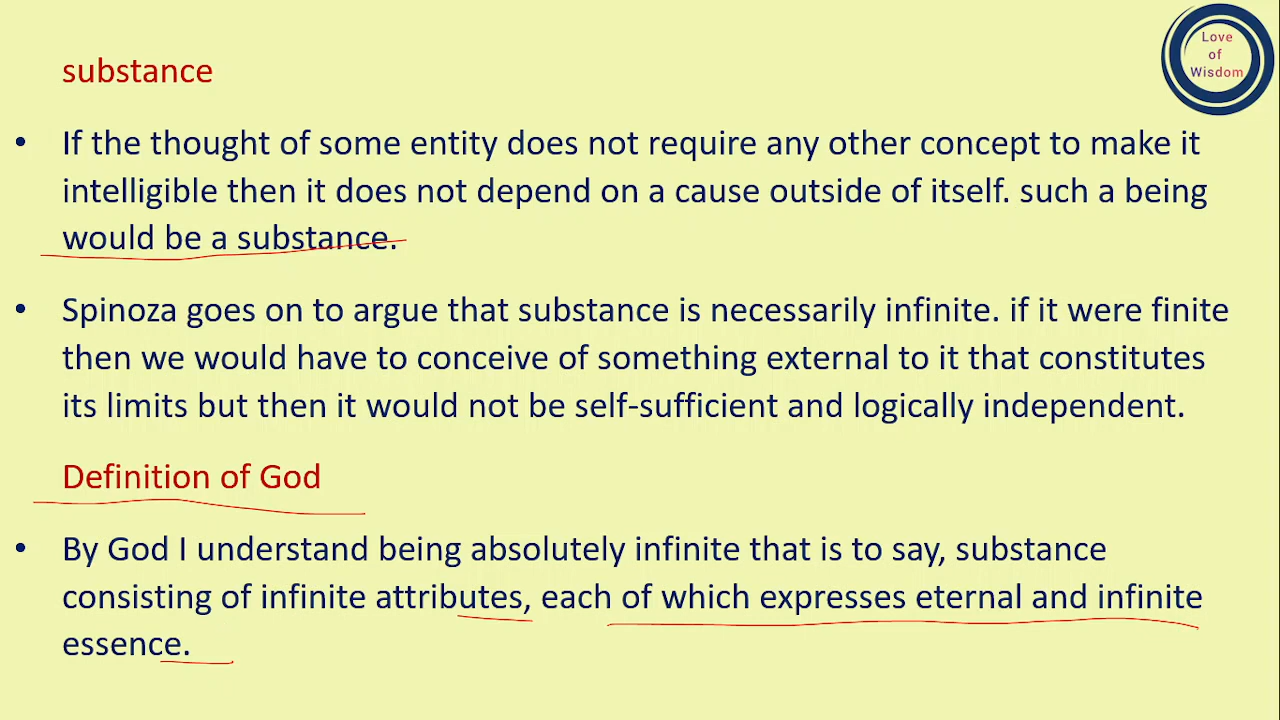 Love
of
Wisdom
substance
• If the thought of some entity does not require any other concept to make it
intelligible then it does not depend on a cause outside of itself. such a being
would be a substance.
• Spinoza goes on to argue that substance is necessarily infinite. if it were finite
then we would have to conceive of something external to it that constitutes
its limits but then it would not be self-sufficient and logically independent.
Definition of God
• By God I understand being absolutely infinite that is to say, substance
consisting of infinite attributes, each of which expresses eternal and infinite
essence.